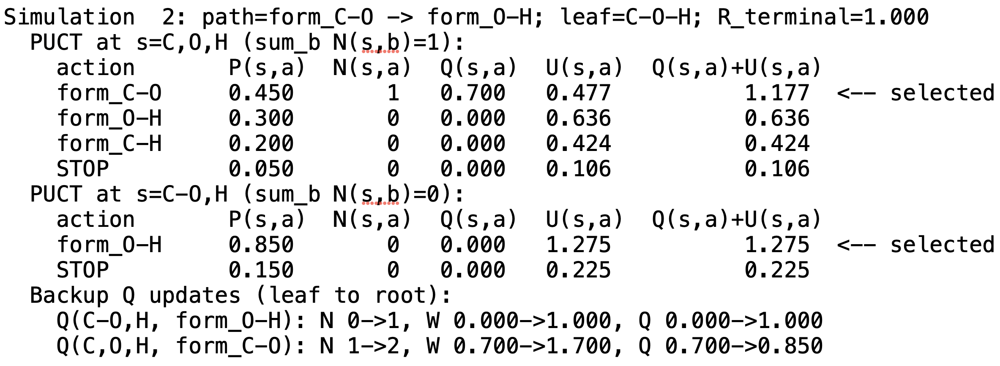 Simulation  2: path=form_C-O -> form_O-H; leaf=C-O-H; R_terminal=1.000
  PUCT at s=C,O,H (sum_b N(s,b)=1):
    action              P(s,a)  N(s,a)  Q(s,a)  U(s,a)  Q(s,a)+U(s,a)
    form_C-O          0.450       1   0.700   0.477          1.177  <-- selected
    form_O-H          0.300       0   0.000   0.636          0.636
    form_C-H          0.200       0   0.000   0.424          0.424
    STOP              0.050       0   0.000   0.106          0.106
  PUCT at s=C-O,H (sum_b N(s,b)=0):
    action              P(s,a)  N(s,a)  Q(s,a)  U(s,a)  Q(s,a)+U(s,a)
    form_O-H          0.850       0   0.000   1.275          1.275  <-- selected
    STOP              0.150       0   0.000   0.225          0.225
  Backup Q updates (leaf to root):
    Q(C-O,H, form_O-H): N 0->1, W 0.000->1.000, Q 0.000->1.000
    Q(C,O,H, form_C-O): N 1->2, W 0.700->1.700, Q 0.700->0.850